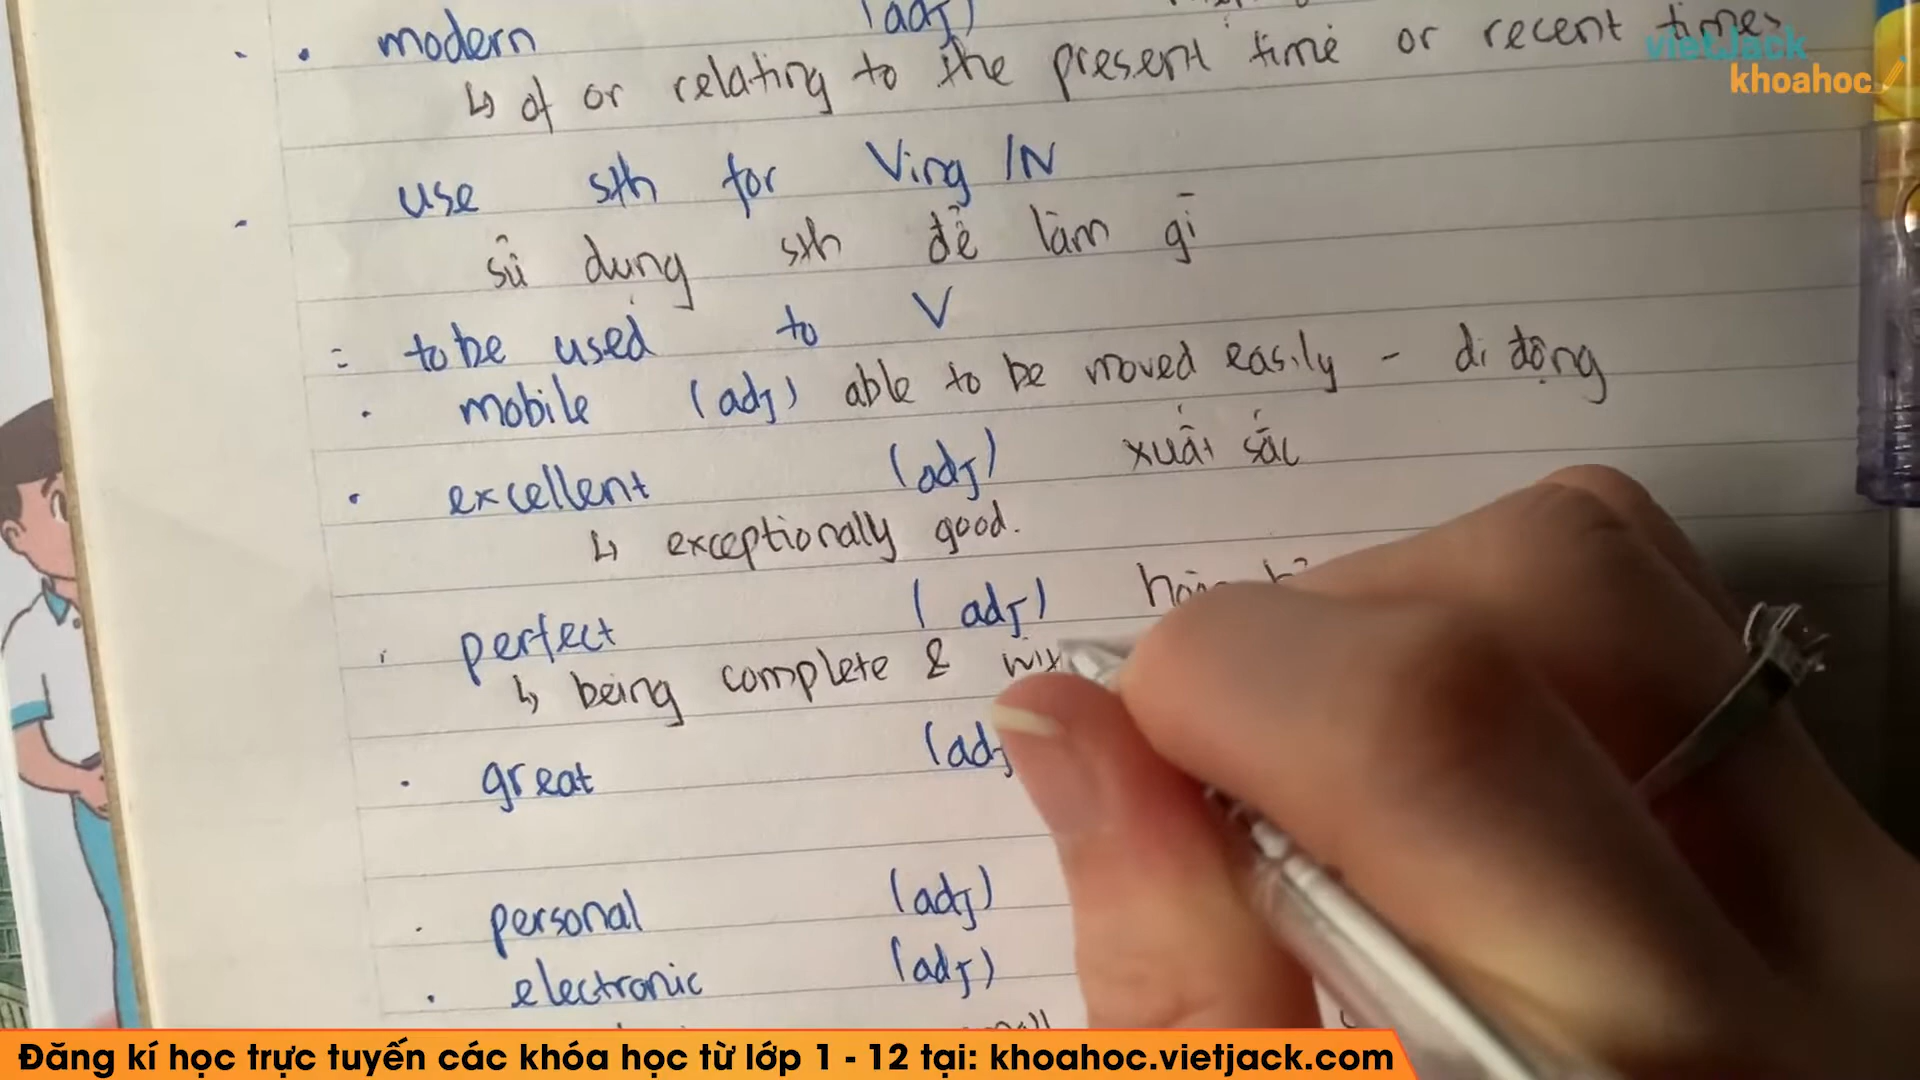 • modern (adj)
↳ of or relating to the present time or recent times
vietJack
khoahoc
- use sth for Ving /N
sử dụng sth để làm gì
= to be used to V
• mobile (adj) able to be moved easily - di động
• excellent (adj) xuất sắc
↳ exceptionally good.
perfect (adj)
↳ being complete &
• great (adj
• personal (adj)
• electronic (adj)
Đăng kí học trực tuyến các khóa học từ lớp 1 - 12 tại: khoahoc.vietjack.com